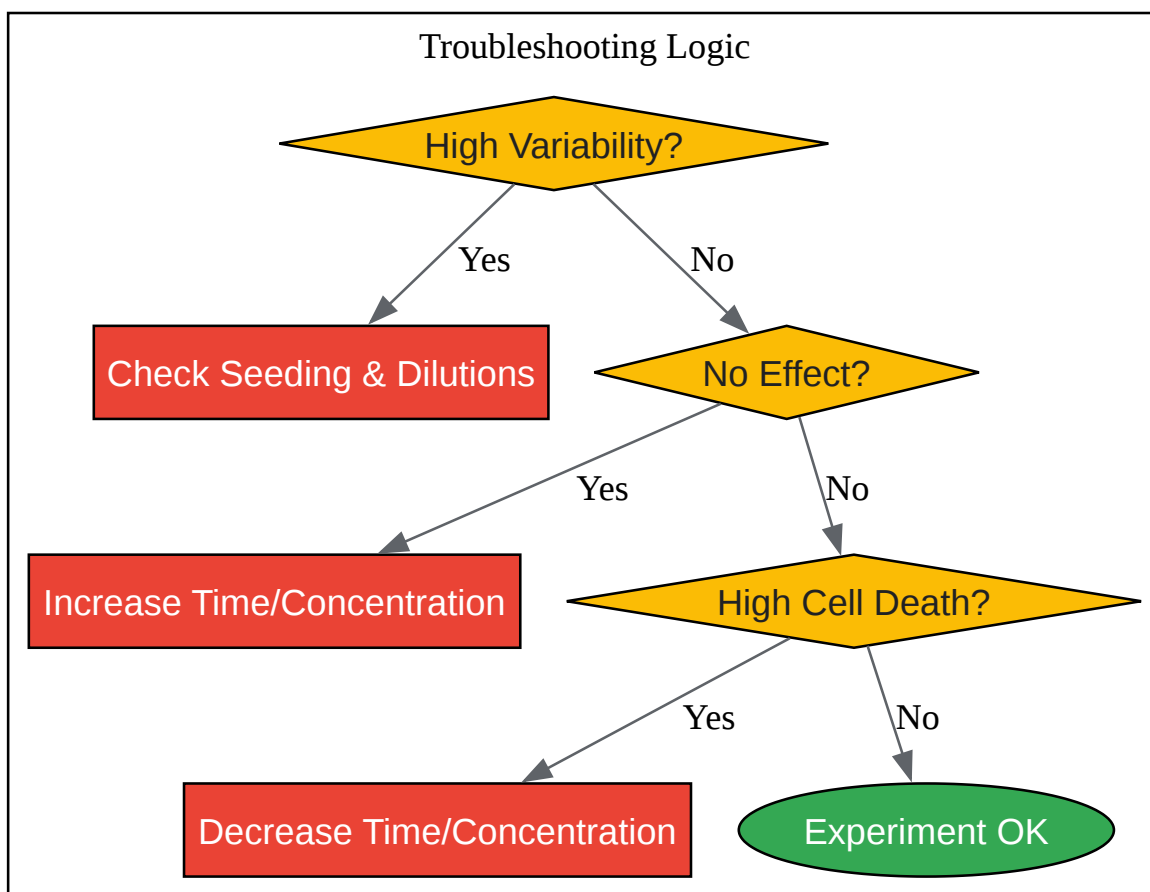 Troubleshooting Logic
High Variability?
Yes
No
Check Seeding & Dilutions
No Effect?
Yes
No
Increase Time/Concentration
High Cell Death?
Yes
No
Decrease Time/Concentration
Experiment OK